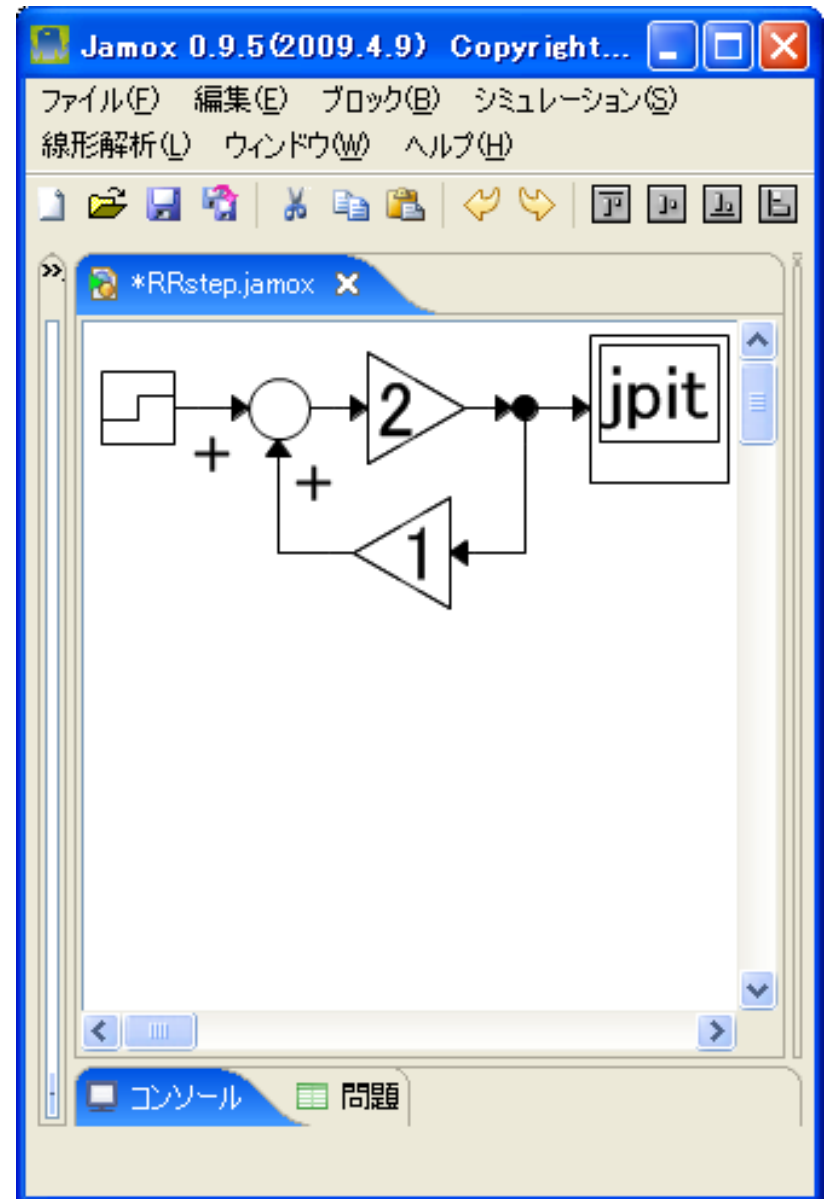 Jamox 0.9.5(2009.4.9) Copyright...
ファイル(F) 編集(E) ブロック(B) シミュレーション(S)
線形解析(L) ウィンドウ(W) ヘルプ(H)
*RRstep.jamox
2
jpit
+
+
1
コンソール 問題